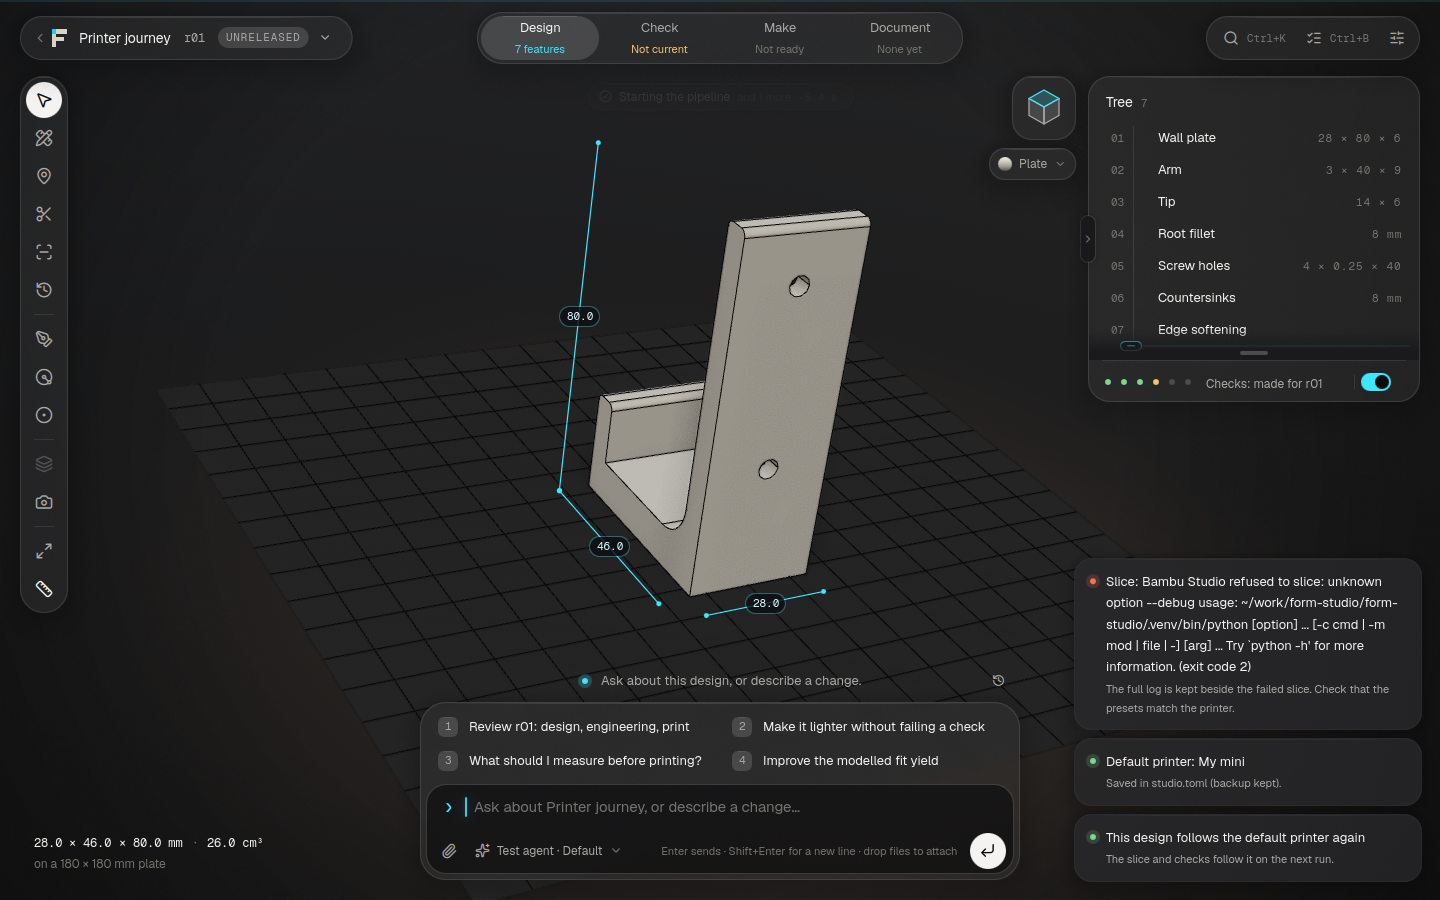 Printer journey r01 UNRELEASED
Design
7 features
Check
Not current
Make
Not ready
Document
None yet
Ctrl+K
Ctrl+B
Starting the pipeline
Plate
Tree 7
01 Wall plate 28 × 80 × 6
02 Arm 3 × 40 × 9
03 Tip 14 × 6
04 Root fillet 8 mm
05 Screw holes 4 × 0.25 × 40
06 Countersinks 8 mm
07 Edge softening
Checks: made for r01
80.0
46.0
28.0
Slice: Bambu Studio refused to slice: unknown
option --debug usage: ~/work/form-studio/form-
studio/.venv/bin/python [option] ... [-c cmd | -m
mod | file | -] [arg] ... Try `python -h' for more
information. (exit code 2)
The full log is kept beside the failed slice. Check that the
presets match the printer.
Default printer: My mini
Saved in studio.toml (backup kept).
This design follows the default printer again
The slice and checks follow it on the next run.
Ask about this design, or describe a change.
1 Review r01: design, engineering, print
2 Make it lighter without failing a check
3 What should I measure before printing?
4 Improve the modelled fit yield
Ask about Printer journey, or describe a change...
Test agent · Default
Enter sends · Shift+Enter for a new line · drop files to attach
28.0 × 46.0 × 80.0 mm · 26.0 cm³
on a 180 × 180 mm plate